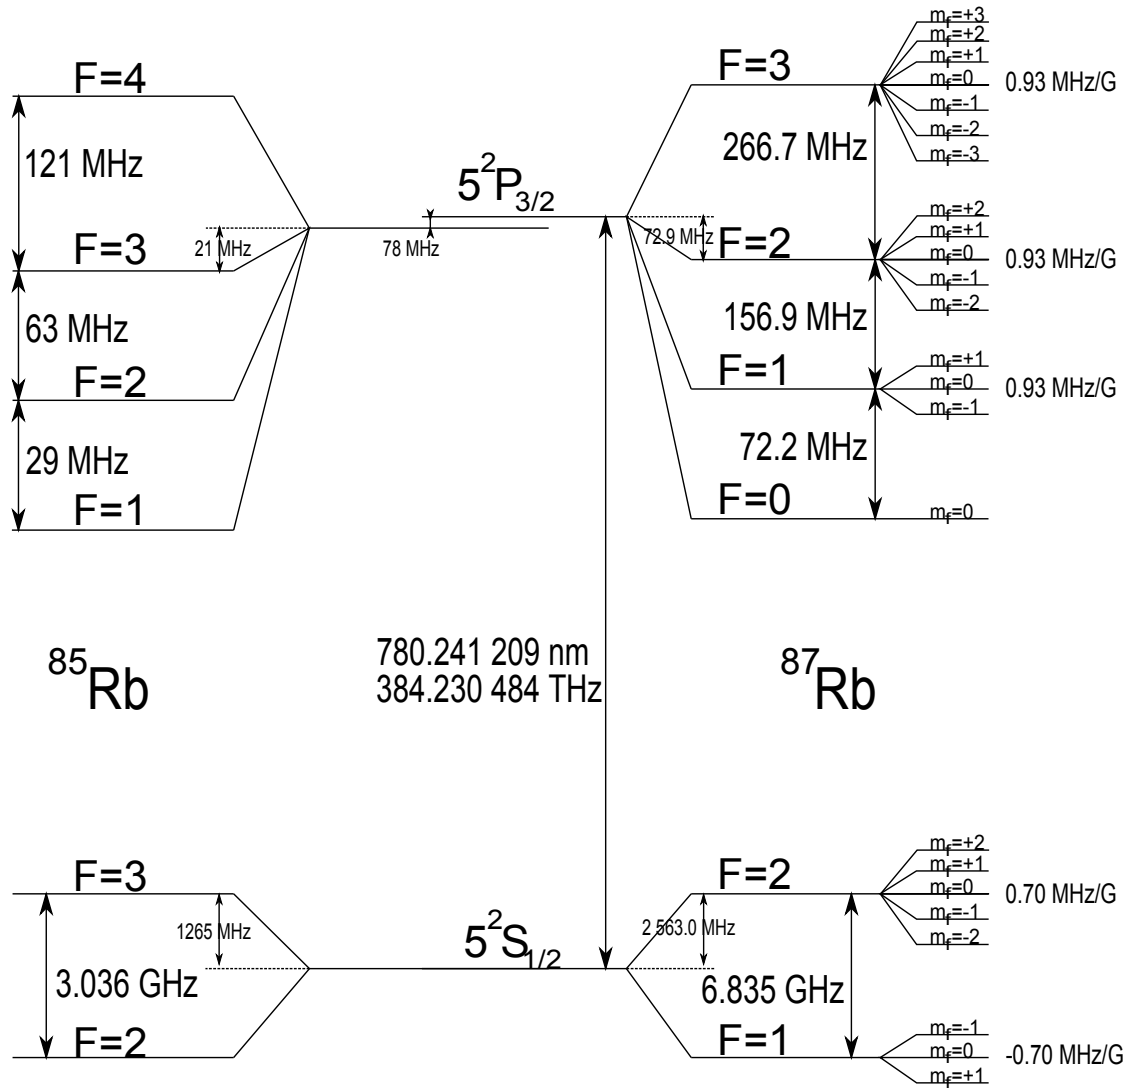 m_f=+3
m_f=+2
m_f=+1
F=4
F=3
m_f=0
0.93 MHz/G
m_f=-1
m_f=-2
121 MHz
266.7 MHz
m_f=-3
5²P₃/₂
m_f=+2
m_f=+1
F=3
21 MHz
78 MHz
72.9 MHz
F=2
m_f=0
0.93 MHz/G
m_f=-1
m_f=-2
63 MHz
156.9 MHz
m_f=+1
F=2
F=1
m_f=0
0.93 MHz/G
m_f=-1
29 MHz
72.2 MHz
F=1
F=0
m_f=0
780.241 209 nm
384.230 484 THz
⁸⁵Rb
⁸⁷Rb
m_f=+2
m_f=+1
F=3
F=2
m_f=0
0.70 MHz/G
m_f=-1
m_f=-2
1265 MHz
5²S₁/₂
2 563.0 MHz
3.036 GHz
6.835 GHz
m_f=-1
F=2
F=1
m_f=0
-0.70 MHz/G
m_f=+1